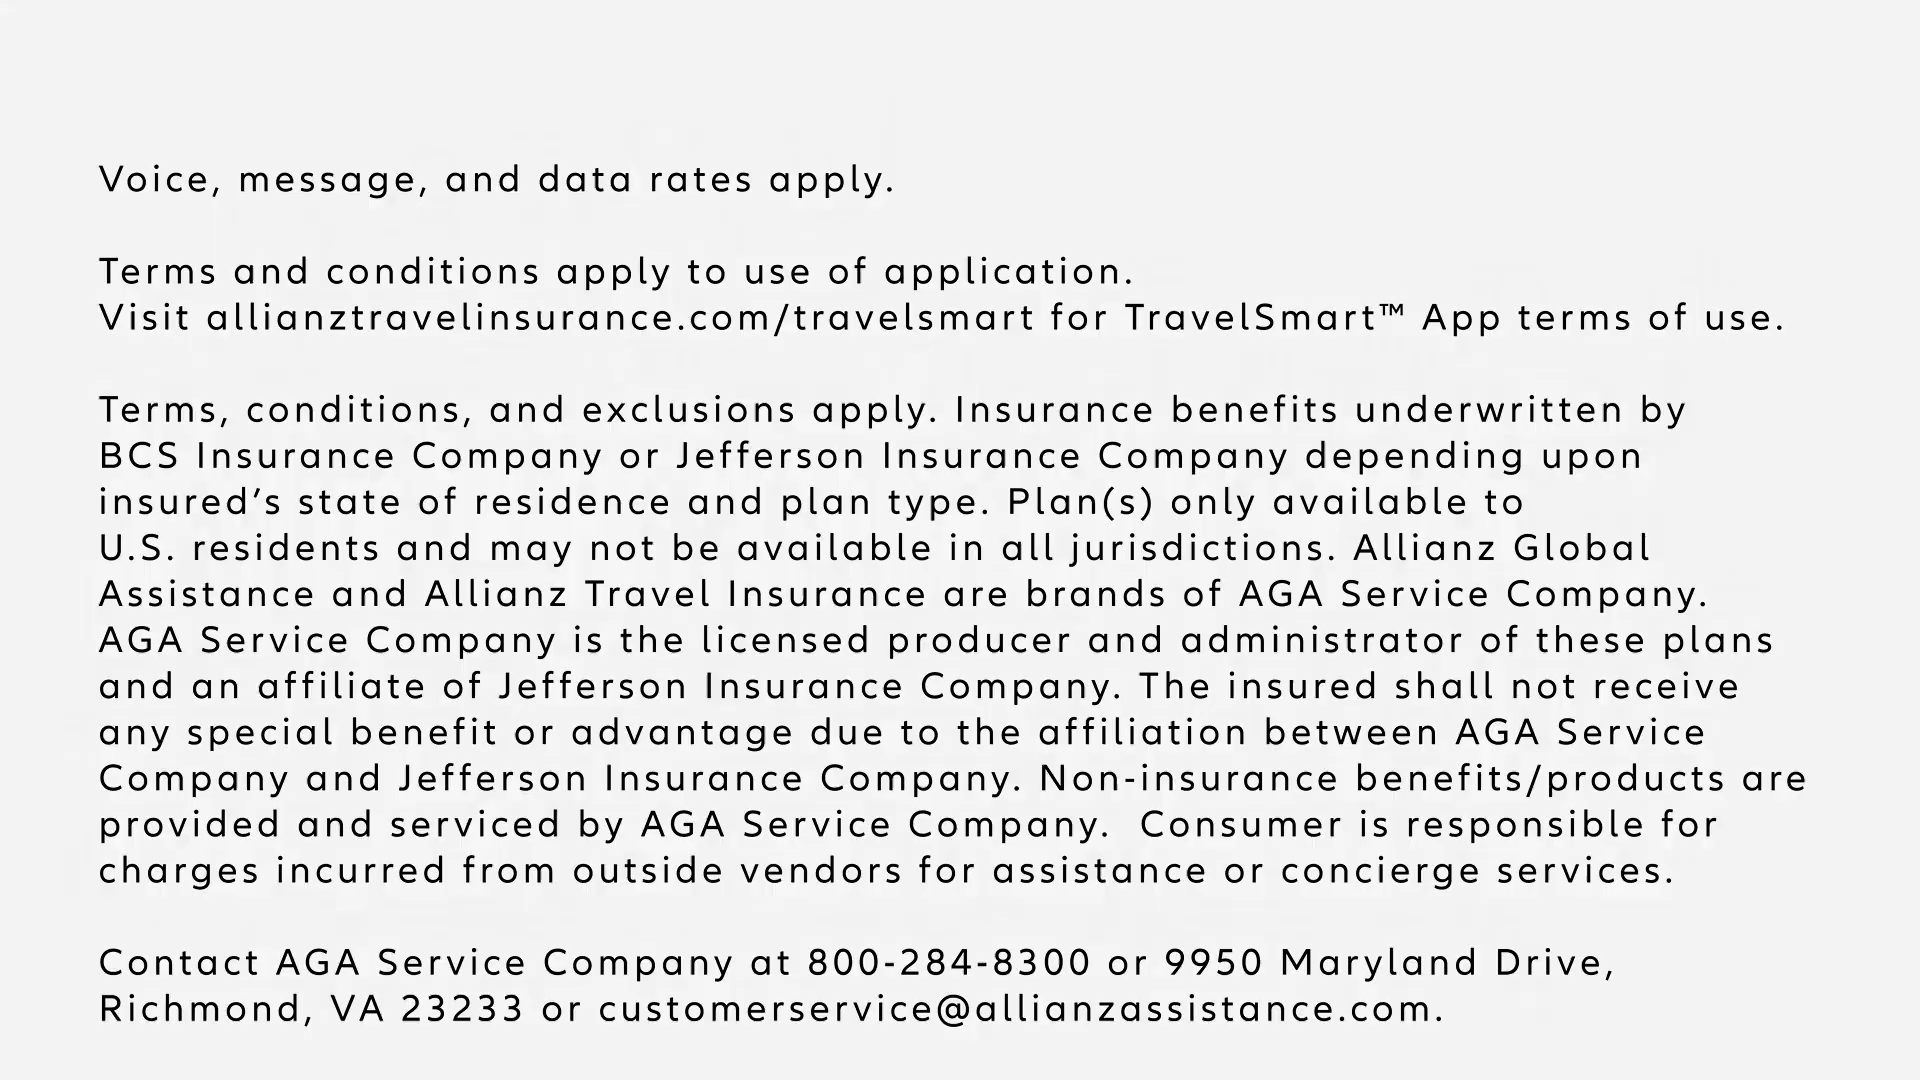 Voice, message, and data rates apply.
Terms and conditions apply to use of application.
Visit allianztravelinsurance.com/travelsmart for TravelSmart™ App terms of use.
Terms, conditions, and exclusions apply. Insurance benefits underwritten by
BCS Insurance Company or Jefferson Insurance Company depending upon
insured’s state of residence and plan type. Plan(s) only available to
U.S. residents and may not be available in all jurisdictions. Allianz Global
Assistance and Allianz Travel Insurance are brands of AGA Service Company.
AGA Service Company is the licensed producer and administrator of these plans
and an affiliate of Jefferson Insurance Company. The insured shall not receive
any special benefit or advantage due to the affiliation between AGA Service
Company and Jefferson Insurance Company. Non-insurance benefits/products are
provided and serviced by AGA Service Company.  Consumer is responsible for
charges incurred from outside vendors for assistance or concierge services.
Contact AGA Service Company at 800-284-8300 or 9950 Maryland Drive,
Richmond, VA 23233 or customerservice@allianzassistance.com.